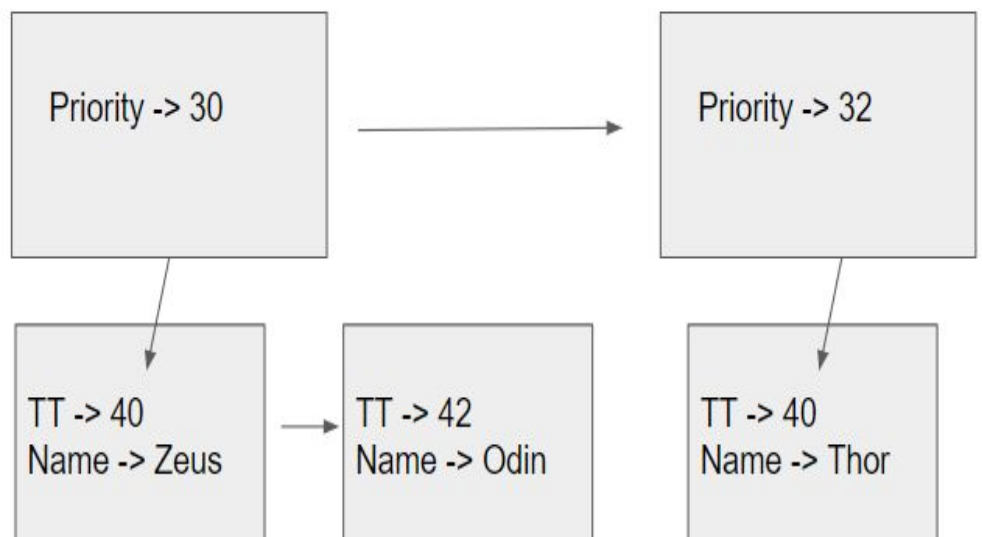 Priority -> 30
Priority -> 32
TT -> 40
Name -> Zeus
TT -> 42
Name -> Odin
TT -> 40
Name -> Thor